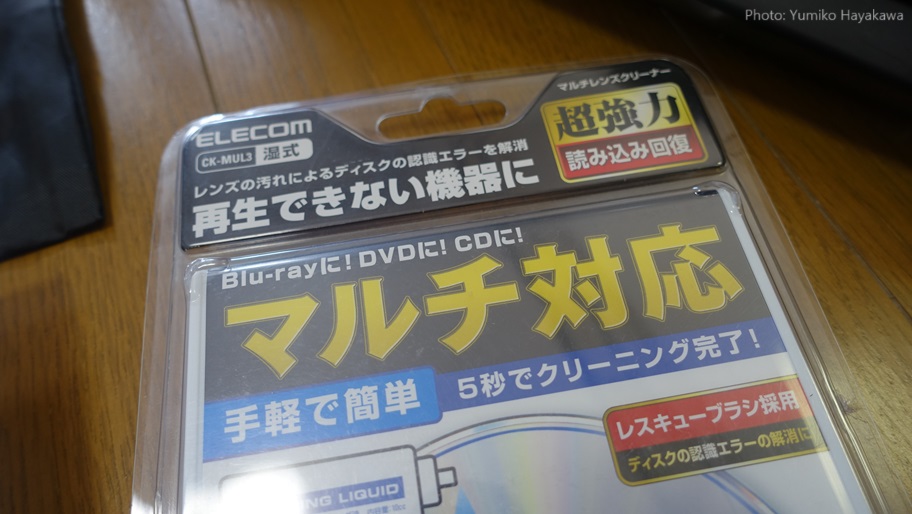 Photo: Yumiko Hayakawa
マルチレンズクリーナー
ELECOM
超強力
CK-MUL3 湿式
読み込み回復
レンズの汚れによるディスクの認識エラーを解消
再生できない機器に
Blu-rayに! DVDに! CDに!
マルチ対応
手軽で簡単 5秒でクリーニング完了!
レスキューブラシ採用
ディスクの認識エラーの解消に
LIQUID